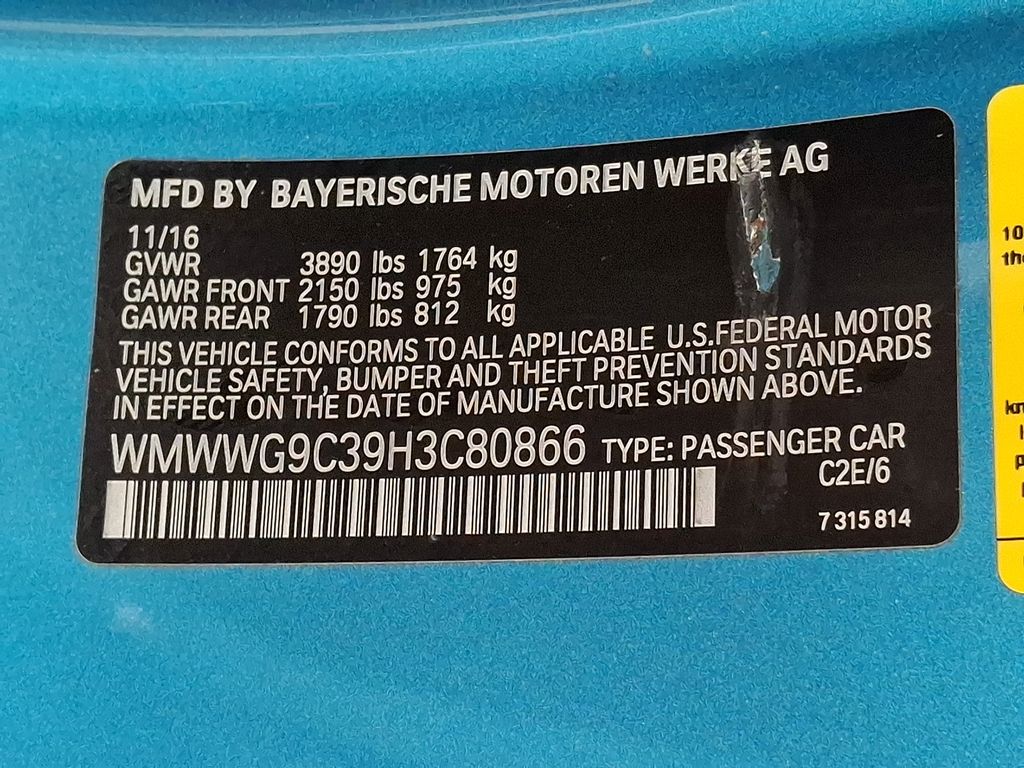 MFD BY BAYERISCHE MOTOREN WERKE AG
11/16
GVWR 3890 lbs 1764 kg
GAWR FRONT 2150 lbs 975 kg
GAWR REAR 1790 lbs 812 kg
THIS VEHICLE CONFORMS TO ALL APPLICABLE U.S.FEDERAL MOTOR
VEHICLE SAFETY, BUMPER AND THEFT PREVENTION STANDARDS
IN EFFECT ON THE DATE OF MANUFACTURE SHOWN ABOVE.
WMWWG9C39H3C80866 TYPE: PASSENGER CAR
C2E/6
7 315 814
10